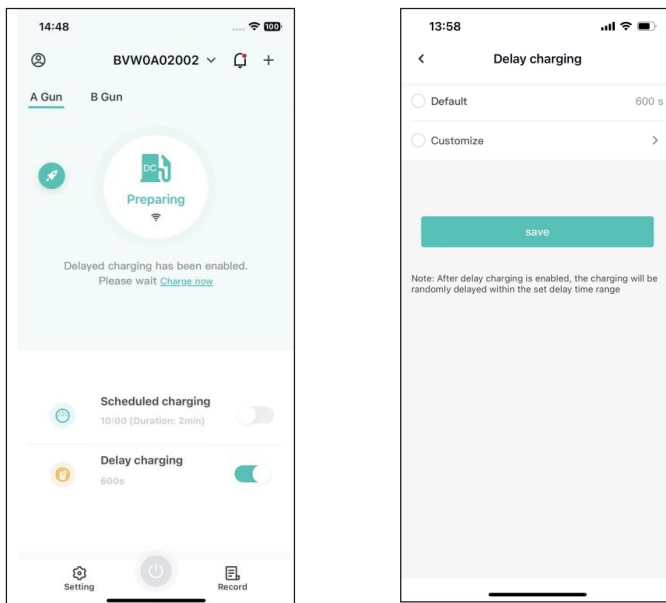 14:48
100
BVW0A02002
A Gun
B Gun
DC
Preparing
Delayed charging has been enabled.
Please wait Charge now
Scheduled charging
10:00 (Duration: 2min)
Delay charging
600s
Setting
Record
13:58
Delay charging
Default
600 s
Customize
save
Note: After delay charging is enabled, the charging will be
randomly delayed within the set delay time range